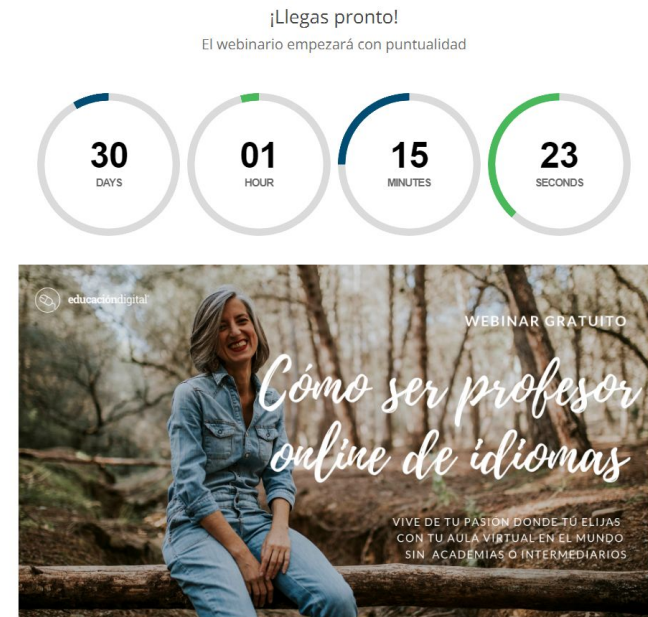 ¡Llegas pronto!
El webinario empezará con puntualidad
30
DAYS
01
HOUR
15
MINUTES
23
SECONDS
educacióndigital
WEBINAR GRATUITO
Cómo ser profesor
online de idiomas
VIVE DE TU PASIÓN DONDE TÚ ELIJAS
CON TU AULA VIRTUAL EN EL MUNDO
SIN ACADEMIAS O INTERMEDIARIOS